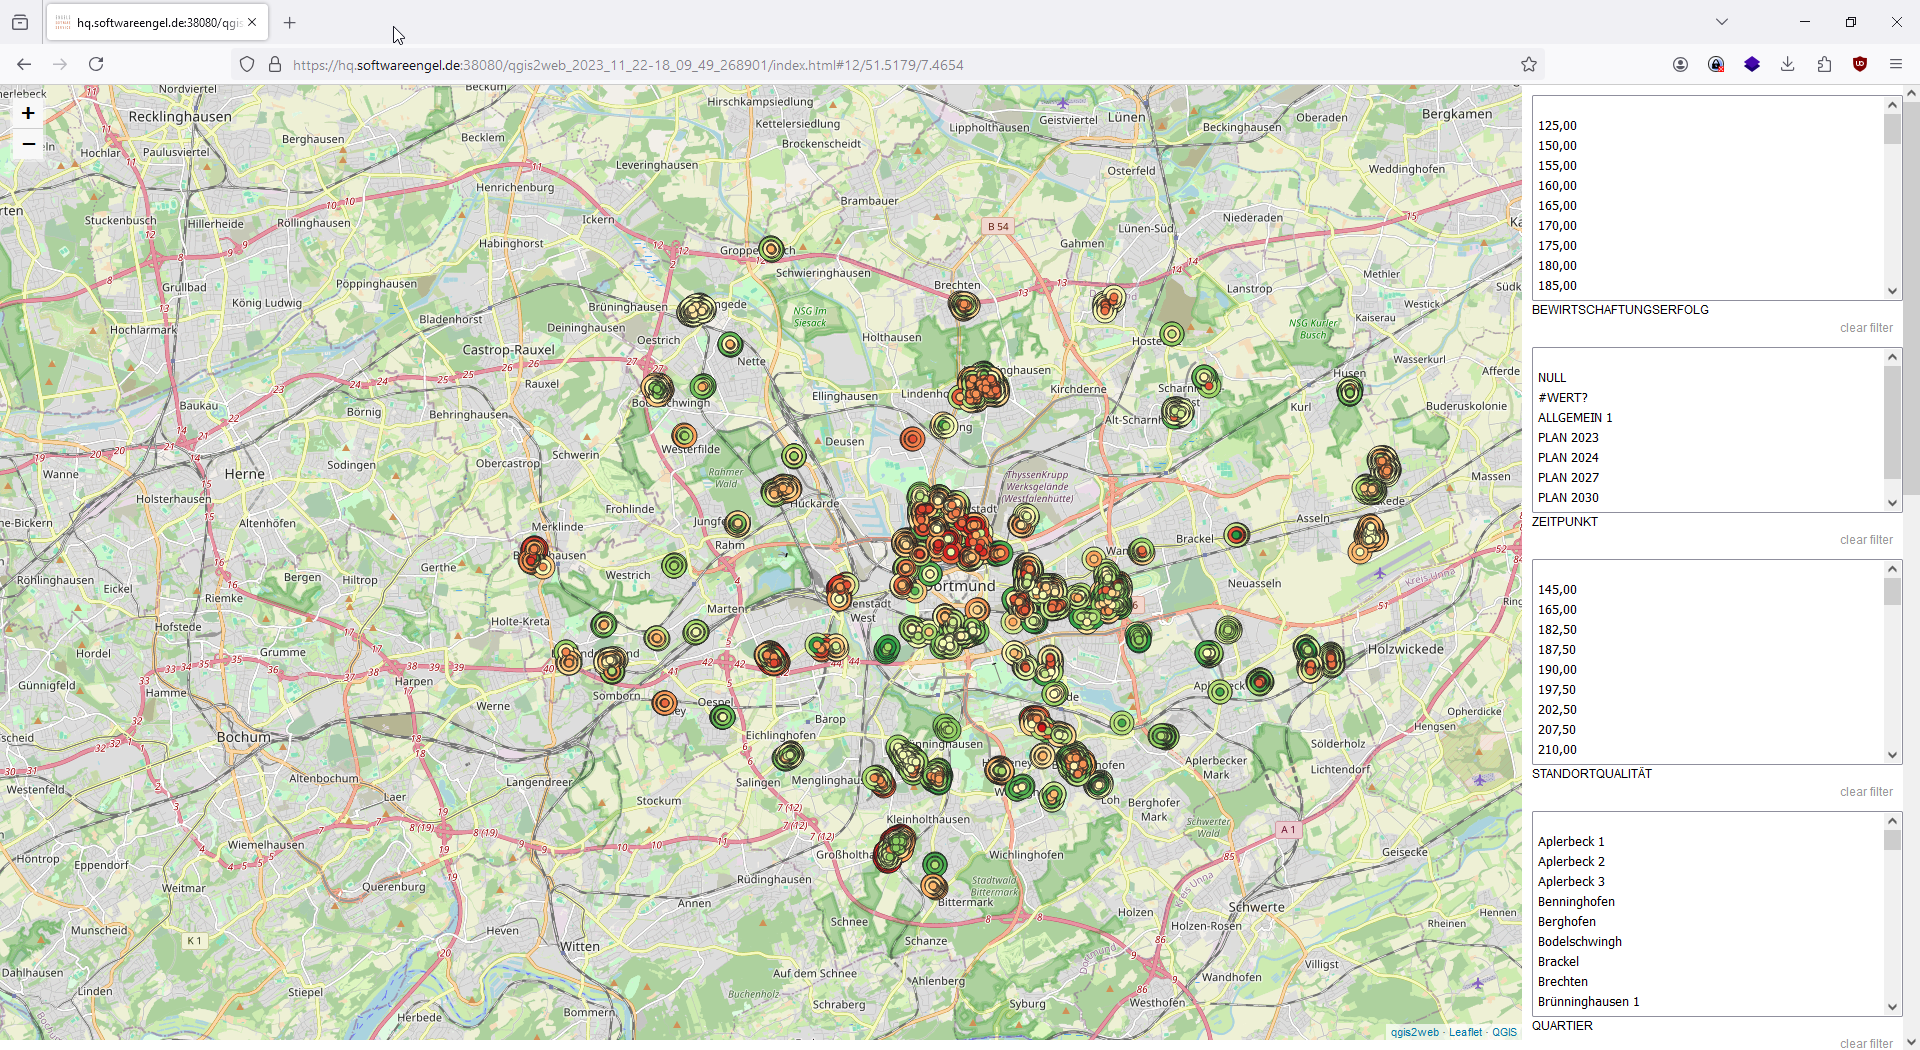 hq.softwareengel.de:38080/qgis
https://hq.softwareengel.de:38080/qgis2web_2023_11_22-18_09_49_268901/index.html#12/51.5179/7.4654
+
−
Recklinghausen
Nordviertel
Beckum
Hochlar
Paulusviertel
Berghausen
Becklem
Hirschkampsiedlung
Kettelersiedlung
Brockenscheidt
Leveringhausen
Lippholthausen
Geistviertel
Lünen
Beckinghausen
Oberaden
Bergkamen
Weddinghofen
Osterfeld
Henrichenburg
Brambauer
Stuckenbusch
Hillerheide
Röllinghausen
Ickern
Habinghorst
B 54
Niederaden
Lünen-Süd
Gahmen
Schwieringhausen
Methler
Grullbad
Pöppinghausen
König Ludwig
Hochlarmark
Bladenhorst
Brüninghausen
Deininghausen
Oestrich
NSG Im Siesack
Brechten
Holthausen
Lanstrop
Westick
Kaiserau
NSG Kurler Busch
Castrop-Rauxel
Rauxel
Nette
Wasserkurl
Husen
Afferde
Baukau
Börnig
Behringhausen
Ellinghausen
Kirchderne
Kurl
Buderuskolonie
Deusen
Alt-Scharnhorst
Westerfilde
Wanne
Herne
Sodingen
Obercastrop
Schwerin
Rahmer Wald
Huckarde
ThyssenKrupp Werksgelände (Westfalenhütte)
Massen
Holsterhausen
Altenhöfen
Frohlinde
Merklinde
Rahm
Asseln
Brackel
Röhlinghausen
Eickel
Bergen
Hiltrop
Gerthe
Westrich
Dortmund
Neuasseln
Kreis Unna
Riemke
Hofstede
Marten
West
Holte-Kreta
Hordel
Grumme
Holzwickede
Günnigfeld
Hamme
Harpen
Somborn
Werne
Oespel
Barop
Opherdicke
Hengsen
Bochum
Eichlinghofen
Sölderholz
Aplerbecker Mark
Lichtendorf
Altenbochum
Langendreer
Salingen
Menglinghausen
Westenfeld
Laer
Stockum
Berghofer Mark
Loh
Kleinholthausen
Schwerter Wald
A 1
Höntrop
Wiemelhausen
Eppendorf
Weitmar
Querenburg
Wichlinghofen
Geisecke
Rüdinghausen
Stadtwald Bittermark
Bittermark
Annen
Schnee
Holzen
Schwerte
Hennen
Rheinen
Holzen-Rosen
Munscheid
K 1
Heven
Witten
Schanze
Villigst
Wandhofen
Dahlhausen
Linden
Stiepel
Auf dem Schnee
Ahlenberg
Buchenholz
Schraberg
Syburg
Westhofen
Herbede
Bommern
qgis2web · Leaflet · QGIS
125,00
150,00
155,00
160,00
165,00
170,00
175,00
180,00
185,00
BEWIRTSCHAFTUNGSERFOLG
clear filter
NULL
#WERT?
ALLGEMEIN 1
PLAN 2023
PLAN 2024
PLAN 2027
PLAN 2030
ZEITPUNKT
clear filter
145,00
165,00
182,50
187,50
190,00
197,50
202,50
207,50
210,00
STANDORTQUALITÄT
clear filter
Aplerbeck 1
Aplerbeck 2
Aplerbeck 3
Benninghofen
Berghofen
Bodelschwingh
Brackel
Brechten
Brünninghausen 1
QUARTIER
clear filter